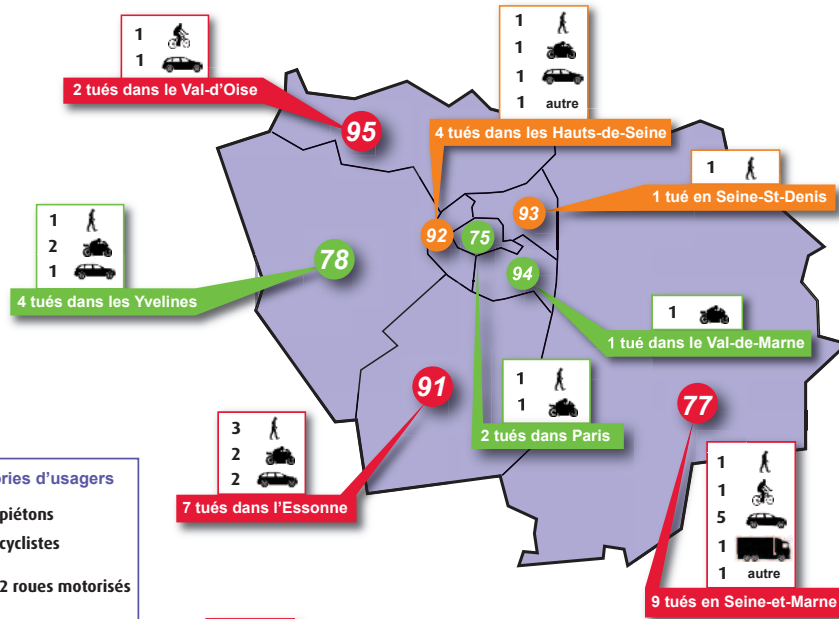 1
1
2 tués dans le Val-d'Oise
95
1
1
1
1 autre
4 tués dans les Hauts-de-Seine
1
1 tué en Seine-St-Denis
93
92
75
94
1
2
1
4 tués dans les Yvelines
78
1
1 tué dans le Val-de-Marne
1
1
2 tués dans Paris
91
3
2
2
7 tués dans l'Essonne
77
1
1
5
1
1 autre
9 tués en Seine-et-Marne
d'usagers
piétons
cyclistes
2 roues motorisés